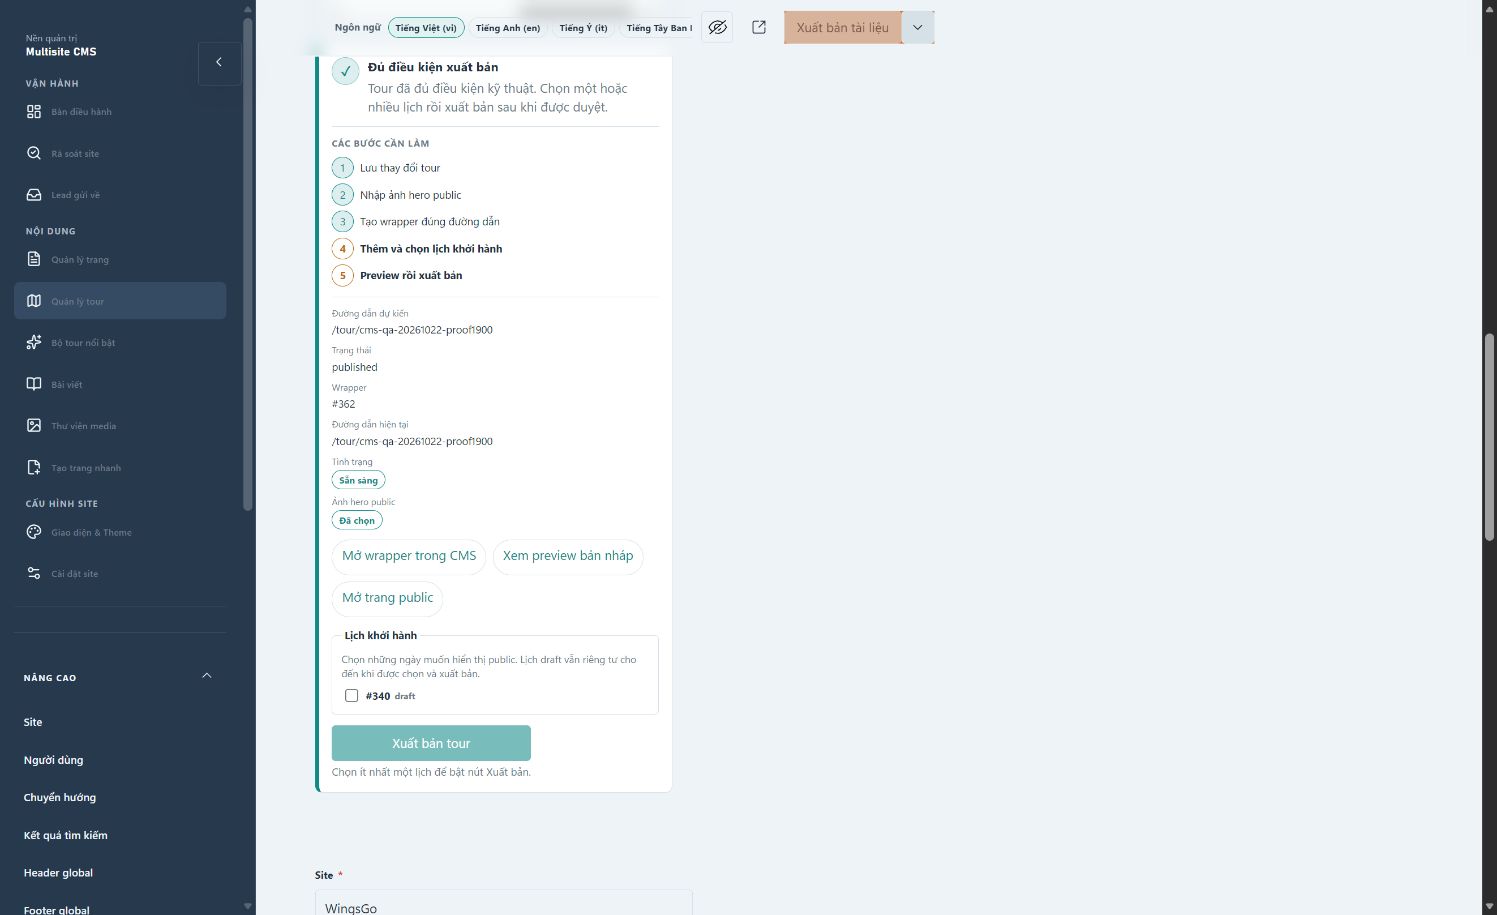 Nền quản trị
Multisite CMS
VẬN HÀNH
Bàn điều hành
Rà soát site
Lead gửi về
NỘI DUNG
Quản lý trang
Quản lý tour
Bộ tour nổi bật
Bài viết
Thư viện media
Tạo trang nhanh
CẤU HÌNH SITE
Giao diện & Theme
Cài đặt site
NÂNG CAO
Site
Người dùng
Chuyển hướng
Kết quả tìm kiếm
Header global
Footer global
Ngôn ngữ
Tiếng Việt (vi)
Tiếng Anh (en)
Tiếng Ý (it)
Tiếng Tây Ban
Xuất bản tài liệu
Đủ điều kiện xuất bản
Tour đã đủ điều kiện kỹ thuật. Chọn một hoặc
nhiều lịch rồi xuất bản sau khi được duyệt.
CÁC BƯỚC CẦN LÀM
1 Lưu thay đổi tour
2 Nhập ảnh hero public
3 Tạo wrapper đúng đường dẫn
4 Thêm và chọn lịch khởi hành
5 Preview rồi xuất bản
Đường dẫn dự kiến
/tour/cms-qa-20261022-proof1900
Trạng thái
published
Wrapper
#362
Đường dẫn hiện tại
/tour/cms-qa-20261022-proof1900
Tình trạng
Sẵn sàng
Ảnh hero public
Đã chọn
Mở wrapper trong CMS
Xem preview bản nháp
Mở trang public
Lịch khởi hành
Chọn những ngày muốn hiển thị public. Lịch draft vẫn riêng tư cho
đến khi được chọn và xuất bản.
#340 draft
Xuất bản tour
Chọn ít nhất một lịch để bật nút Xuất bản.
Site *
WingsGo